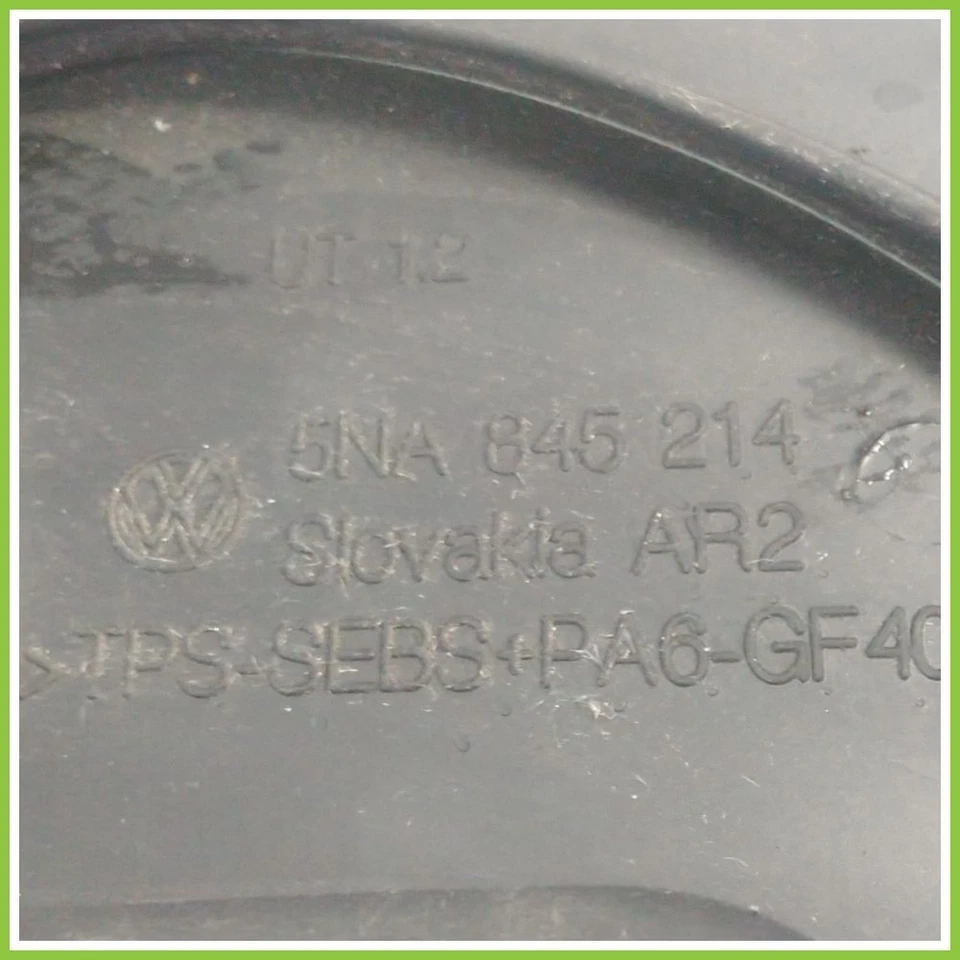 UT 1.2
5NA 845 214
Slovakia AR2
>TPS-SEBS+PA6-GF40